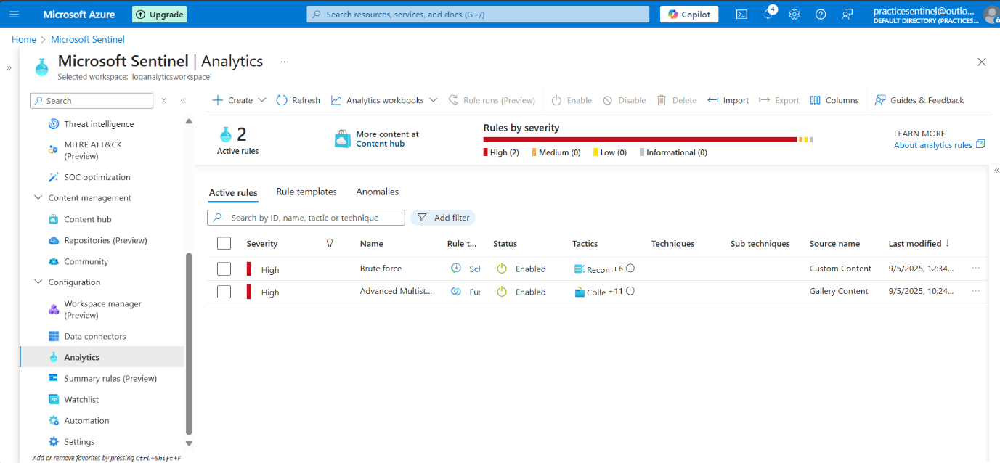 Microsoft Azure
Upgrade
Search resources, services, and docs (G+/)
Copilot
4
practicesentinel@outlo...
DEFAULT DIRECTORY (PRACTICES...
Home > Microsoft Sentinel
Microsoft Sentinel | Analytics ...
Selected workspace: 'loganalyticsworkspace'
Search
Threat intelligence
MITRE ATT&CK
(Preview)
SOC optimization
Content management
Content hub
Repositories (Preview)
Community
Configuration
Workspace manager
(Preview)
Data connectors
Analytics
Summary rules (Preview)
Watchlist
Automation
Settings
Add or remove favorites by pressing Ctrl+Shift+F
Create Refresh Analytics workbooks Rule runs (Preview) Enable Disable Delete Import Export Columns Guides & Feedback
2
Active rules
More content at
Content hub
Rules by severity
High (2) Medium (0) Low (0) Informational (0)
LEARN MORE
About analytics rules
Active rules Rule templates Anomalies
Search by ID, name, tactic or technique
Add filter
Severity Name Rule t... Status Tactics Techniques Sub techniques Source name Last modified ↓
High Brute force Sch Enabled Recon +6 Custom Content 9/5/2025, 12:34... ...
High Advanced Multist... Fus Enabled Colle +11 Gallery Content 9/5/2025, 10:24... ...